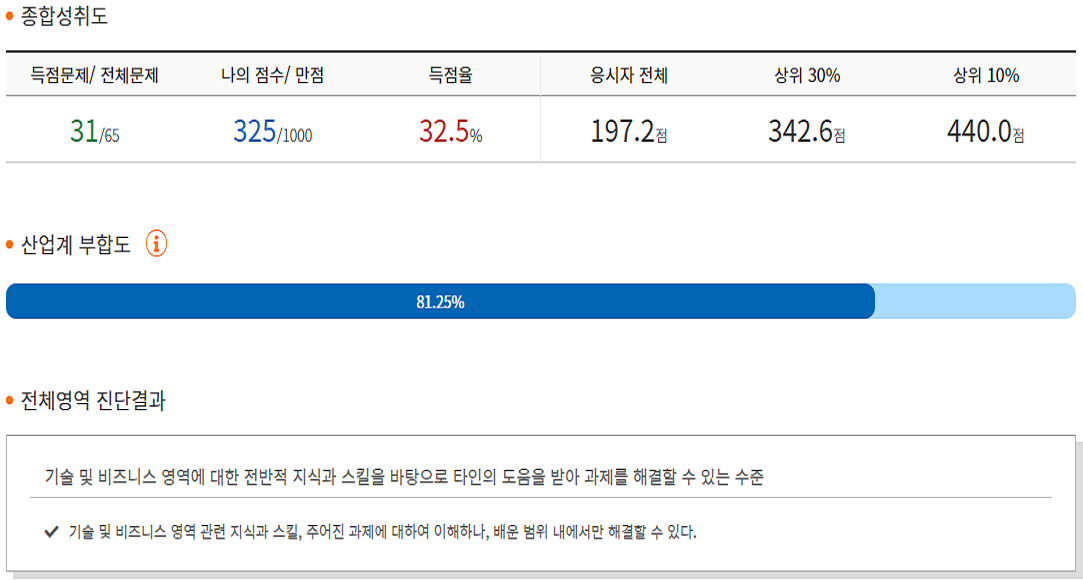 종합성취도
득점문제/ 전체문제 나의 점수/ 만점 득점율 응시자 전체 상위 30% 상위 10%
31/65 325/1000 32.5% 197.2점 342.6점 440.0점
산업계 부합도
81.25%
전체영역 진단결과
기술 및 비즈니스 영역에 대한 전반적 지식과 스킬을 바탕으로 타인의 도움을 받아 과제를 해결할 수 있는 수준
기술 및 비즈니스 영역 관련 지식과 스킬, 주어진 과제에 대하여 이해하나, 배운 범위 내에서만 해결할 수 있다.